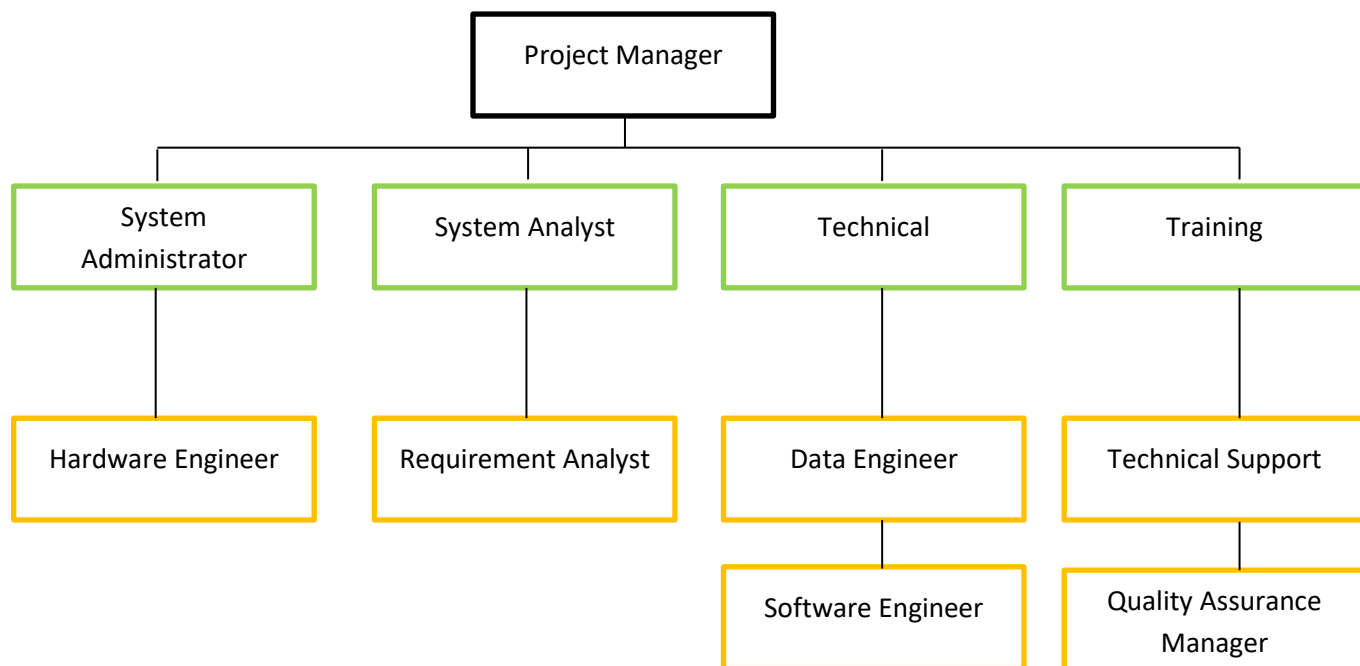 Project Manager
System
Administrator
System Analyst
Technical
Training
Hardware Engineer
Requirement Analyst
Data Engineer
Technical Support
Software Engineer
Quality Assurance
Manager